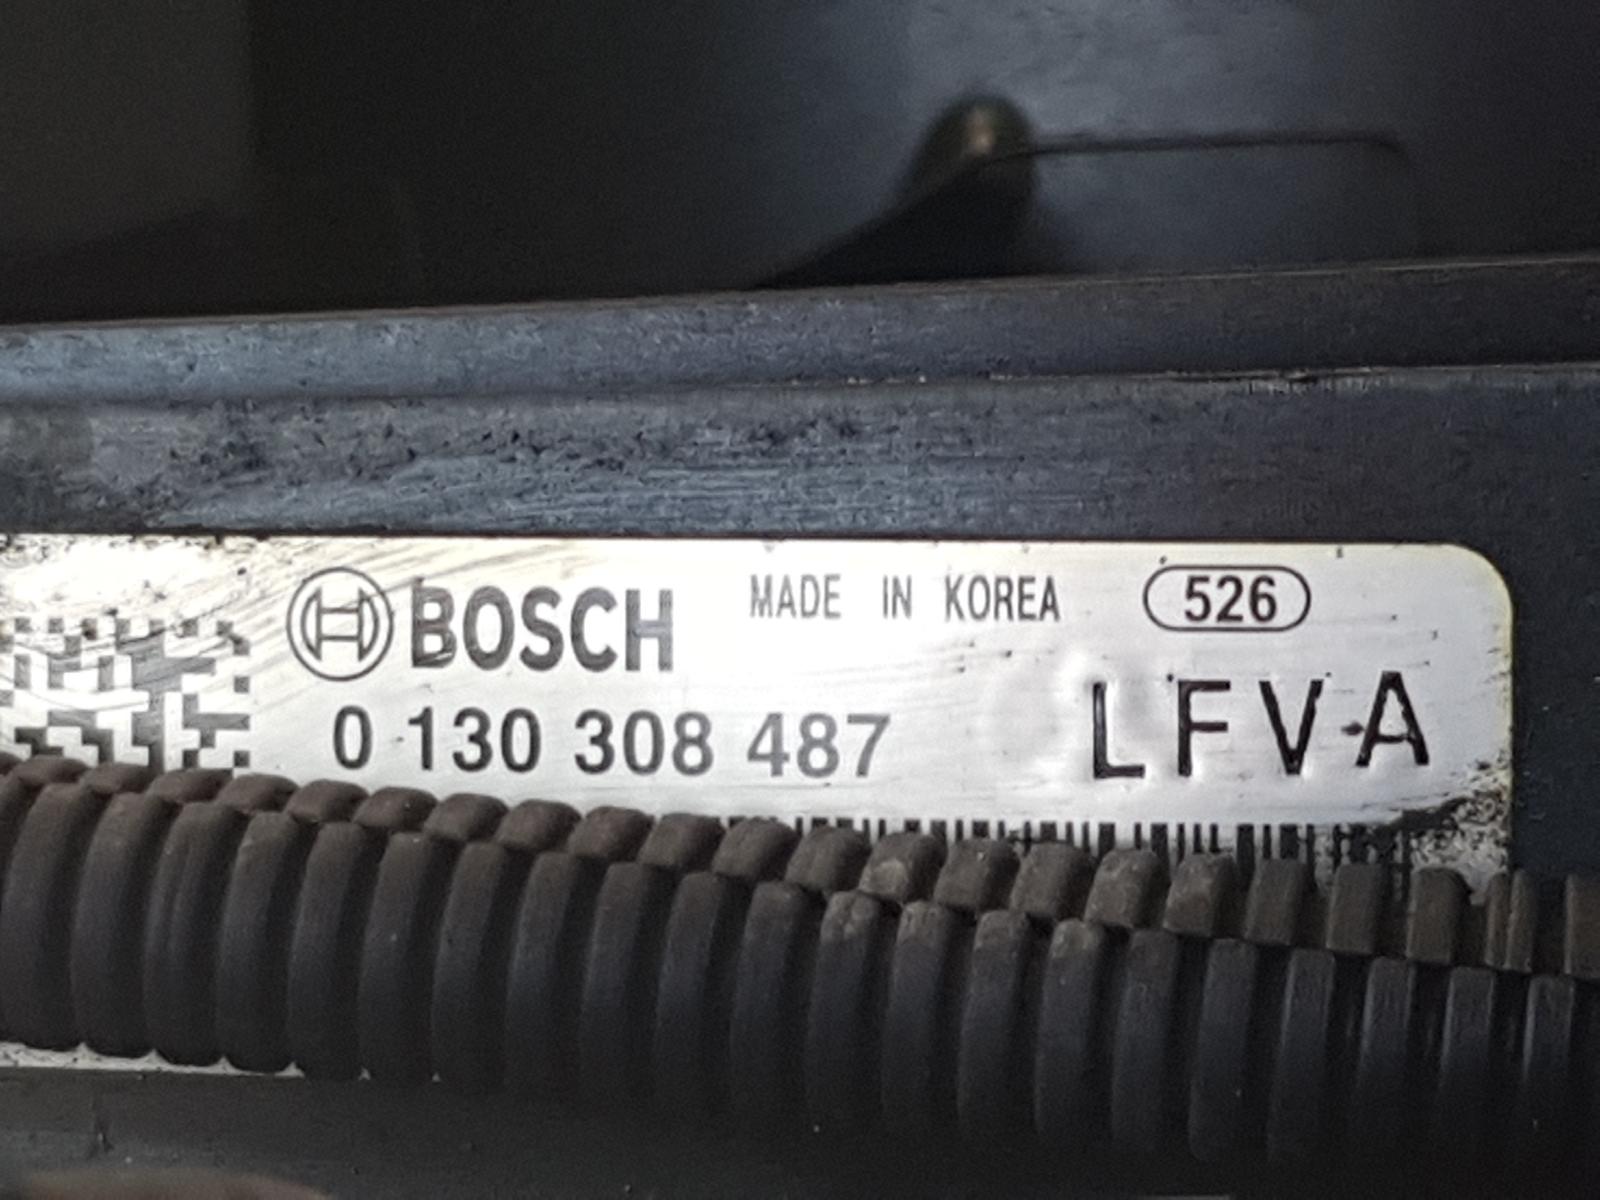 BOSCH MADE IN KOREA 526
0 130 308 487 LFVA